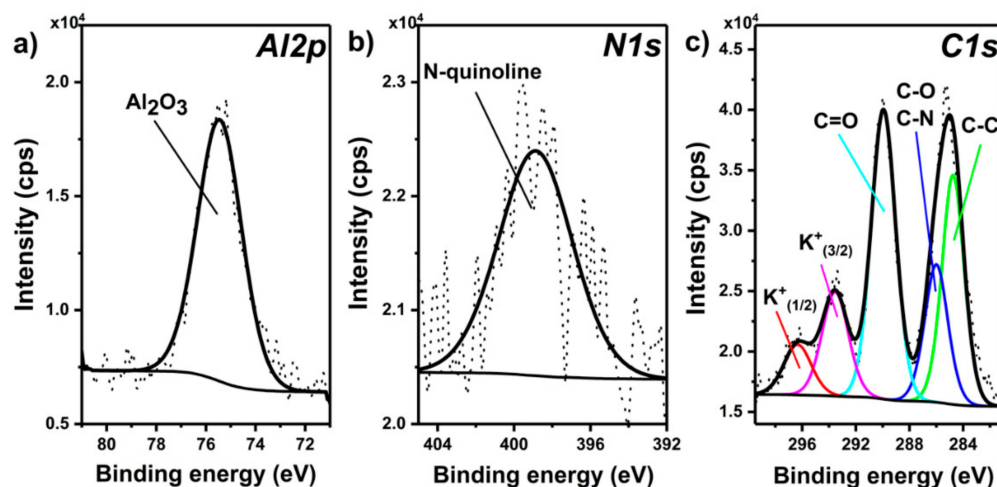 a)
x10⁴
Al2p
Al₂O₃
2.0
1.5
1.0
0.5
Intensity (cps)
80 78 76 74 72
Binding energy (eV)
b)
x10⁴
N1s
N-quinoline
2.3
2.2
2.1
2.0
Intensity (cps)
404 400 396 392
Binding energy (eV)
c)
x10⁴
C1s
C-O
C=O
C-N
C-C
K⁺(3/2)
K⁺(1/2)
4.5
4.0
3.5
3.0
2.5
2.0
1.5
Intensity (cps)
296 292 288 284
Binding energy (eV)